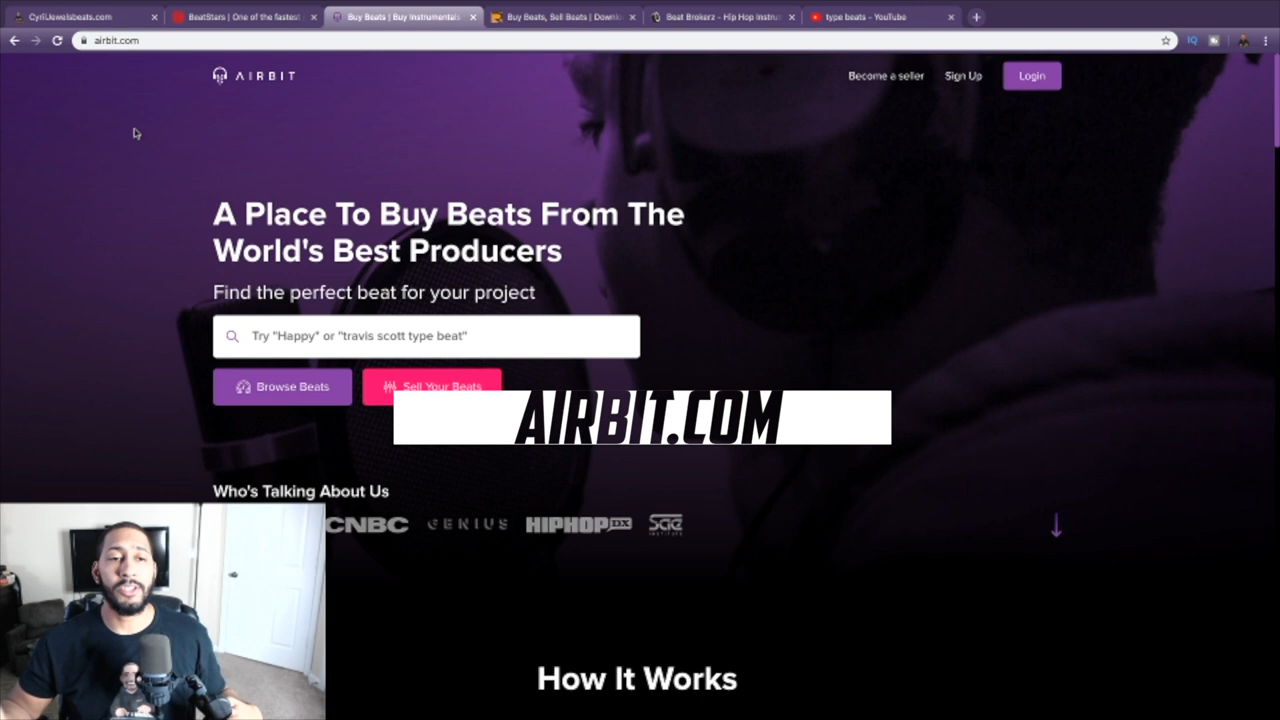 CyriJewelsbeats.com
BeatStars | One of the fastest
Buy Beats | Buy Instrumentals
Buy Beats, Sell Beats | Downlo
Beat Brokerz - Hip Hop Instru
type beats - YouTube
airbit.com
AIRBIT
Become a seller
Sign Up
Login
A Place To Buy Beats From The
World's Best Producers
Find the perfect beat for your project
Try "Happy" or "travis scott type beat"
Browse Beats
Sell Your Beats
AIRBIT.COM
Who's Talking About Us
CNBC
GENIUS
HIPHOPDX
Sae
INSTITUTE
How It Works